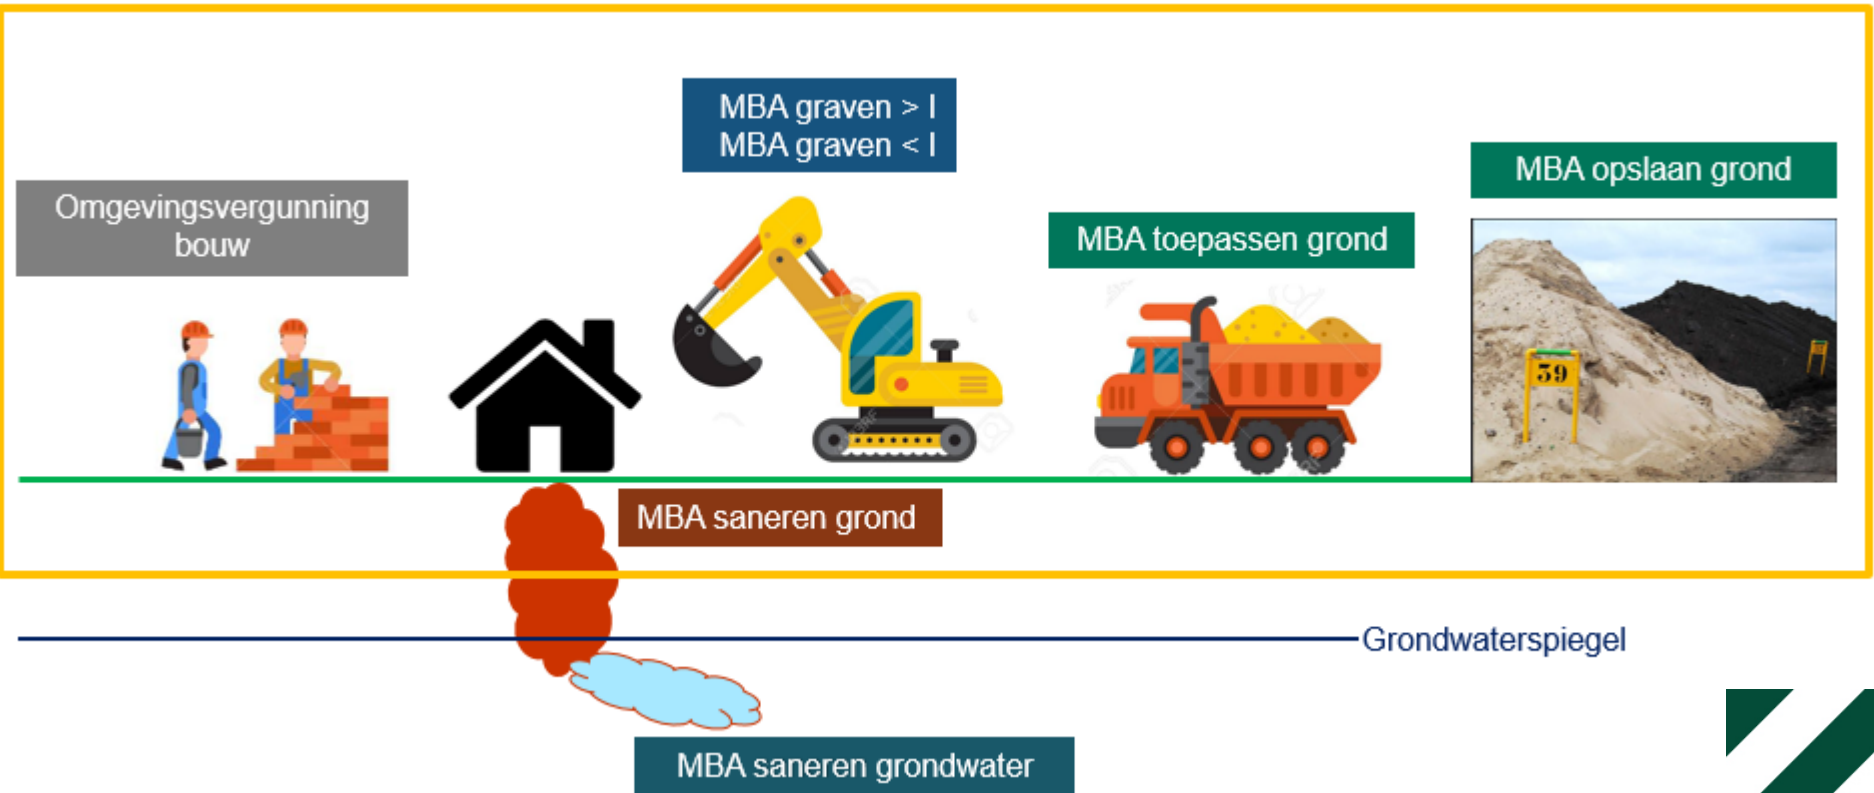 MBA graven > I
MBA graven < I
MBA opslaan grond
Omgevingsvergunning
bouw
MBA toepassen grond
39
MBA saneren grond
Grondwaterspiegel
MBA saneren grondwater